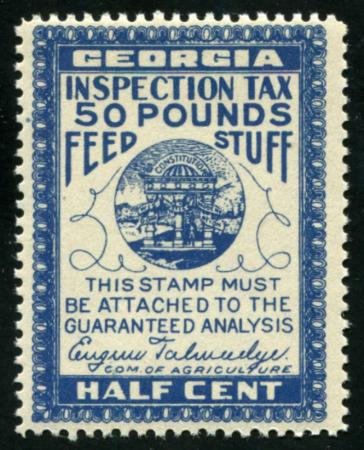 GEORGIA
INSPECTION TAX
50 POUNDS
FEED STUFF
CONSTITUTION
THIS STAMP MUST
BE ATTACHED TO THE
GUARANTEED ANALYSIS
Eugene Talmadge.
COM. OF AGRICULTURE
HALF CENT